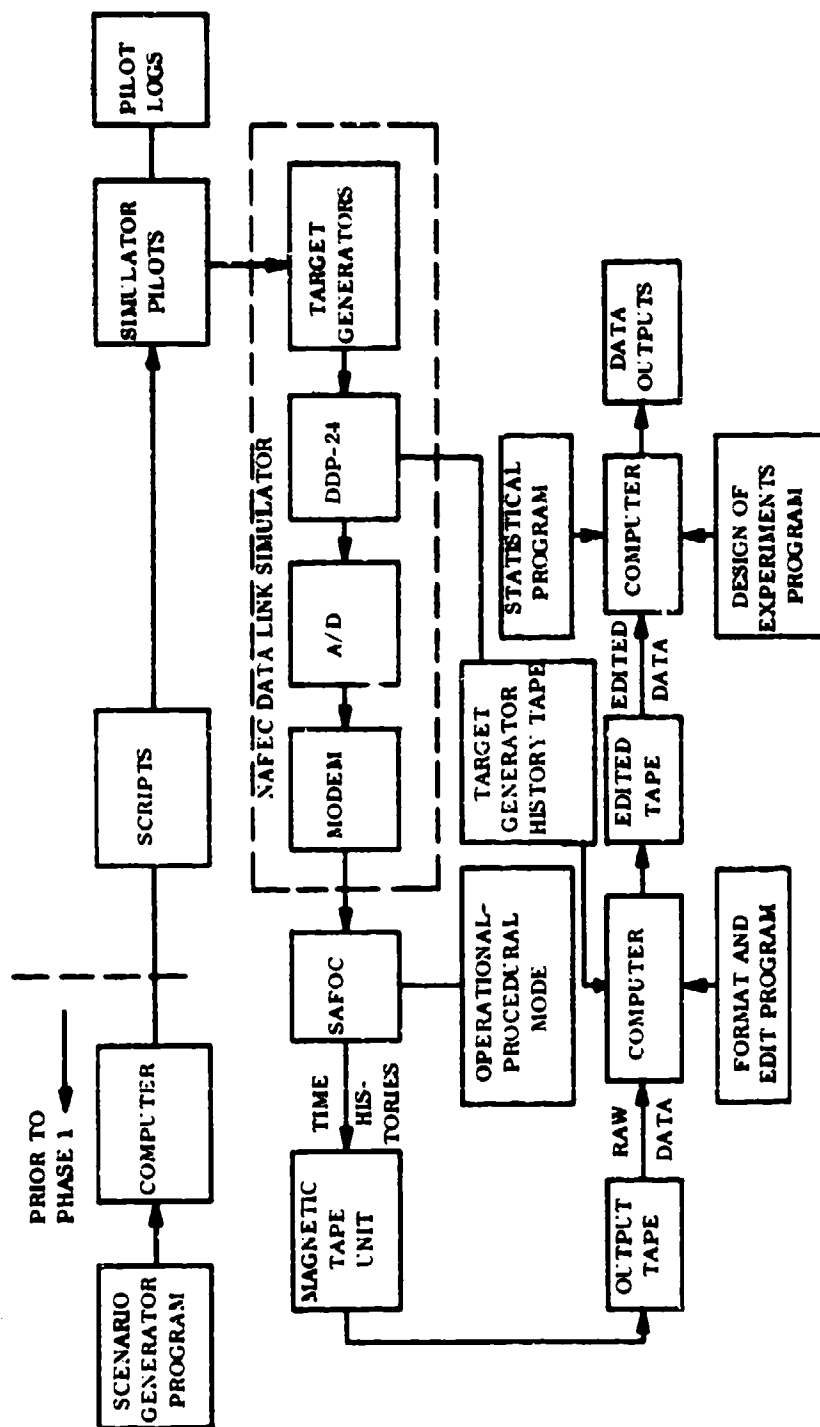 PRIOR TO
PHASE 1
SCENARIO
GENERATOR
PROGRAM
COMPUTER
SCRIPTS
SIMULATOR
PILOTS
PILOT
LOGS
NAFEC DATA LINK SIMULATOR
TARGET
GENERATORS
DDP-24
A/D
MODEM
SAFOC
TIME
HIS-
TORIES
MAGNETIC
TAPE
UNIT
OPERATIONAL-
PROCEDURAL
MODE
TARGET
GENERATOR
HISTORY TAPE
STATISTICAL
PROGRAM
OUTPUT
TAPE
RAW
DATA
COMPUTER
EDITED
TAPE
EDITED
DATA
COMPUTER
DATA
OUTPUTS
FORMAT AND
EDIT PROGRAM
DESIGN OF
EXPERIMENTS
PROGRAM